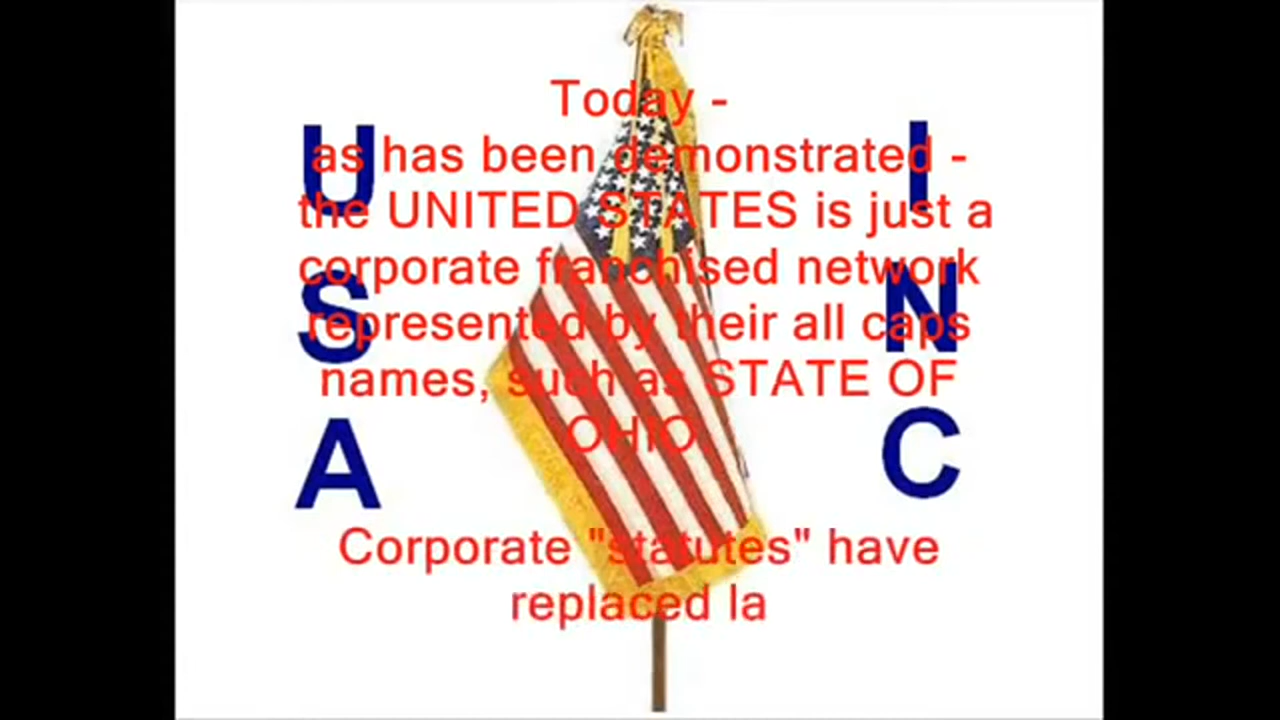 Today -
as has been demonstrated -
the UNITED STATES is just a
corporate franchised network
represented by their all caps
names, such as STATE OF
OHIO
Corporate "statutes" have
replaced la
U
S
A
I
N
C